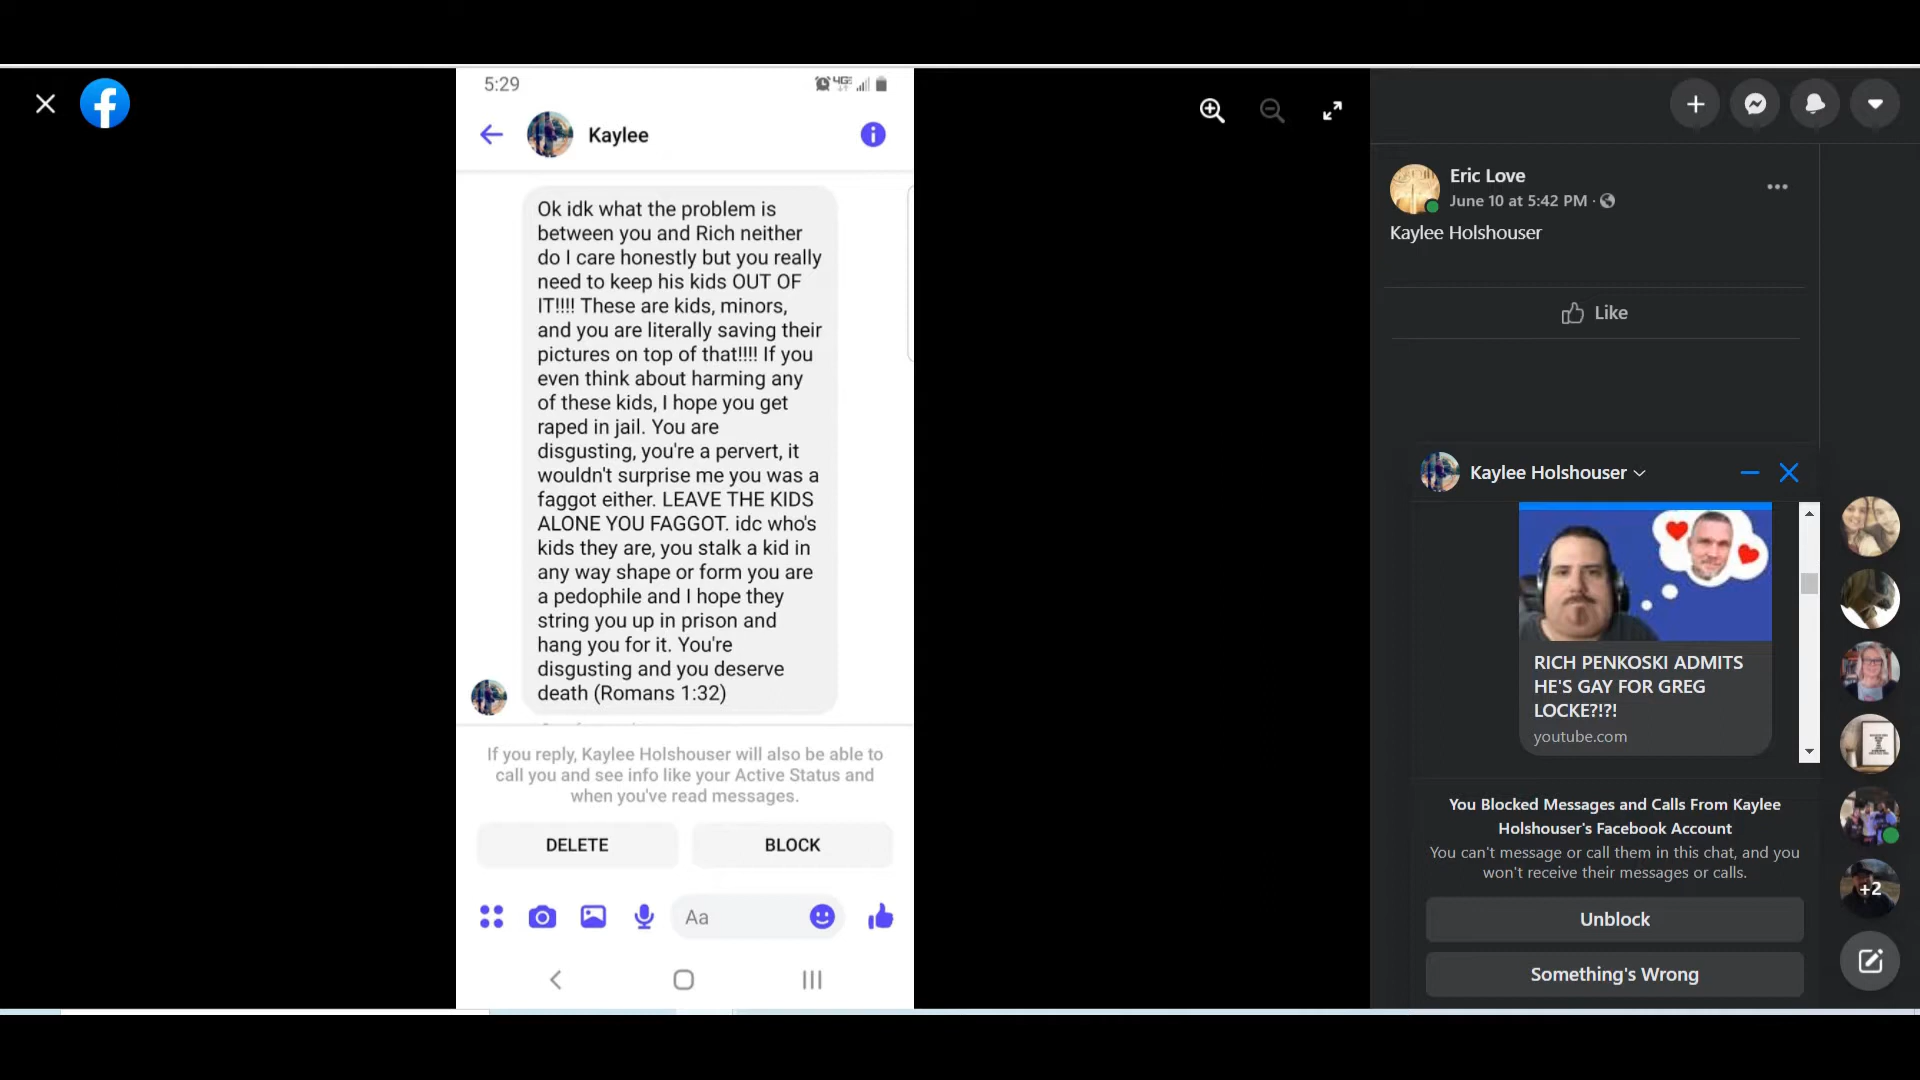 5:29
4GE
Kaylee
Ok idk what the problem is
between you and Rich neither
do I care honestly but you really
need to keep his kids OUT OF
IT!!!! These are kids, minors,
and you are literally saving their
pictures on top of that!!!! If you
even think about harming any
of these kids, I hope you get
raped in jail. You are
disgusting, you're a pervert, it
wouldn't surprise me you was a
faggot either. LEAVE THE KIDS
ALONE YOU FAGGOT. idc who's
kids they are, you stalk a kid in
any way shape or form you are
a pedophile and I hope they
string you up in prison and
hang you for it. You're
disgusting and you deserve
death (Romans 1:32)
If you reply, Kaylee Holshouser will also be able to
call you and see info like your Active Status and
when you've read messages.
DELETE
BLOCK
Aa
Eric Love
June 10 at 5:42 PM ·
Kaylee Holshouser
Like
Kaylee Holshouser
RICH PENKOSKI ADMITS
HE'S GAY FOR GREG
LOCKE?!?!
youtube.com
You Blocked Messages and Calls From Kaylee
Holshouser's Facebook Account
You can't message or call them in this chat, and you
won't receive their messages or calls.
Unblock
Something's Wrong
+2